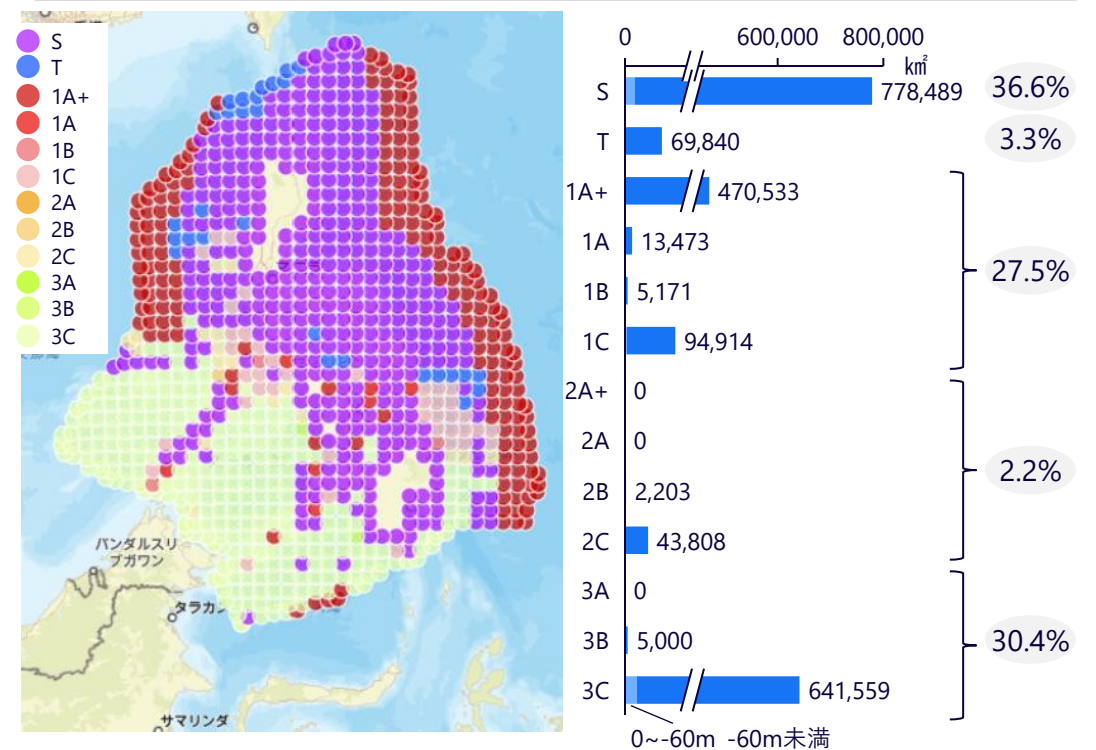 S
T
1A+
1A
1B
1C
2A
2B
2C
3A
3B
3C
マニラ
バンダルスリ
ブガワン
タラカン
サマリンダ
0 600,000 800,000
k㎡
S 778,489 36.6%
T 69,840 3.3%
1A+ 470,533
1A 13,473
1B 5,171
1C 94,914
27.5%
2A+ 0
2A 0
2B 2,203
2C 43,808
2.2%
3A 0
3B 5,000
3C 641,559
30.4%
0~-60m -60m未満